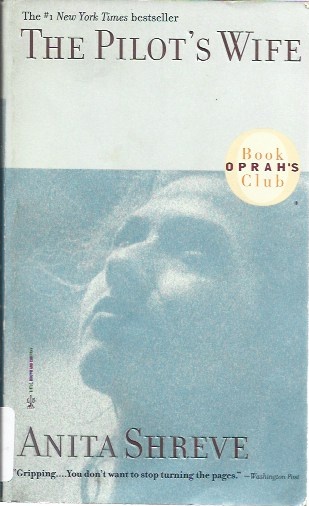 The #1 New York Times bestseller
THE PILOT'S WIFE
Book
OPRAH'S
Club
ANITA SHREVE
"Gripping....You don't want to stop turning the pages." —Washington Post